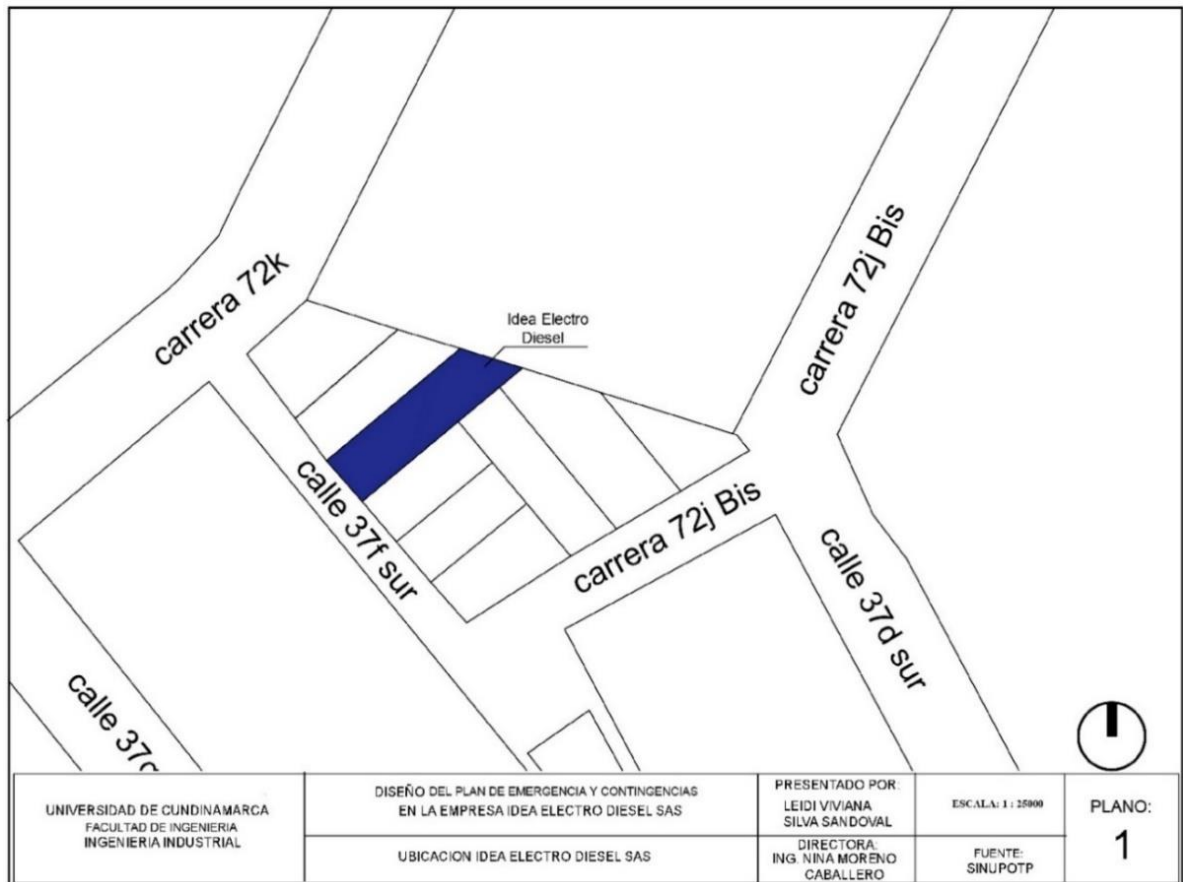 carrera 72k
Idea Electro
Diesel
carrera 72j Bis
calle 37f sur
carrera 72j Bis
calle 37d sur
UNIVERSIDAD DE CUNDINAMARCA
FACULTAD DE INGENIERIA
INGENIERIA INDUSTRIAL
DISEÑO DEL PLAN DE EMERGENCIA Y CONTINGENCIAS
EN LA EMPRESA IDEA ELECTRO DIESEL SAS
UBICACION IDEA ELECTRO DIESEL SAS
PRESENTADO POR:
LEIDI VIVIANA
SILVA SANDOVAL
DIRECTORA:
ING. NINA MORENO
CABALLERO
ESCALA: 1 : 25000
FUENTE:
SINUPOTP
PLANO:
1
calle